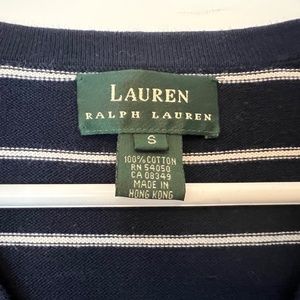 LAUREN
RALPH LAUREN
S
100% COTTON
RN 54050
CA 08349
MADE IN
HONG KONG